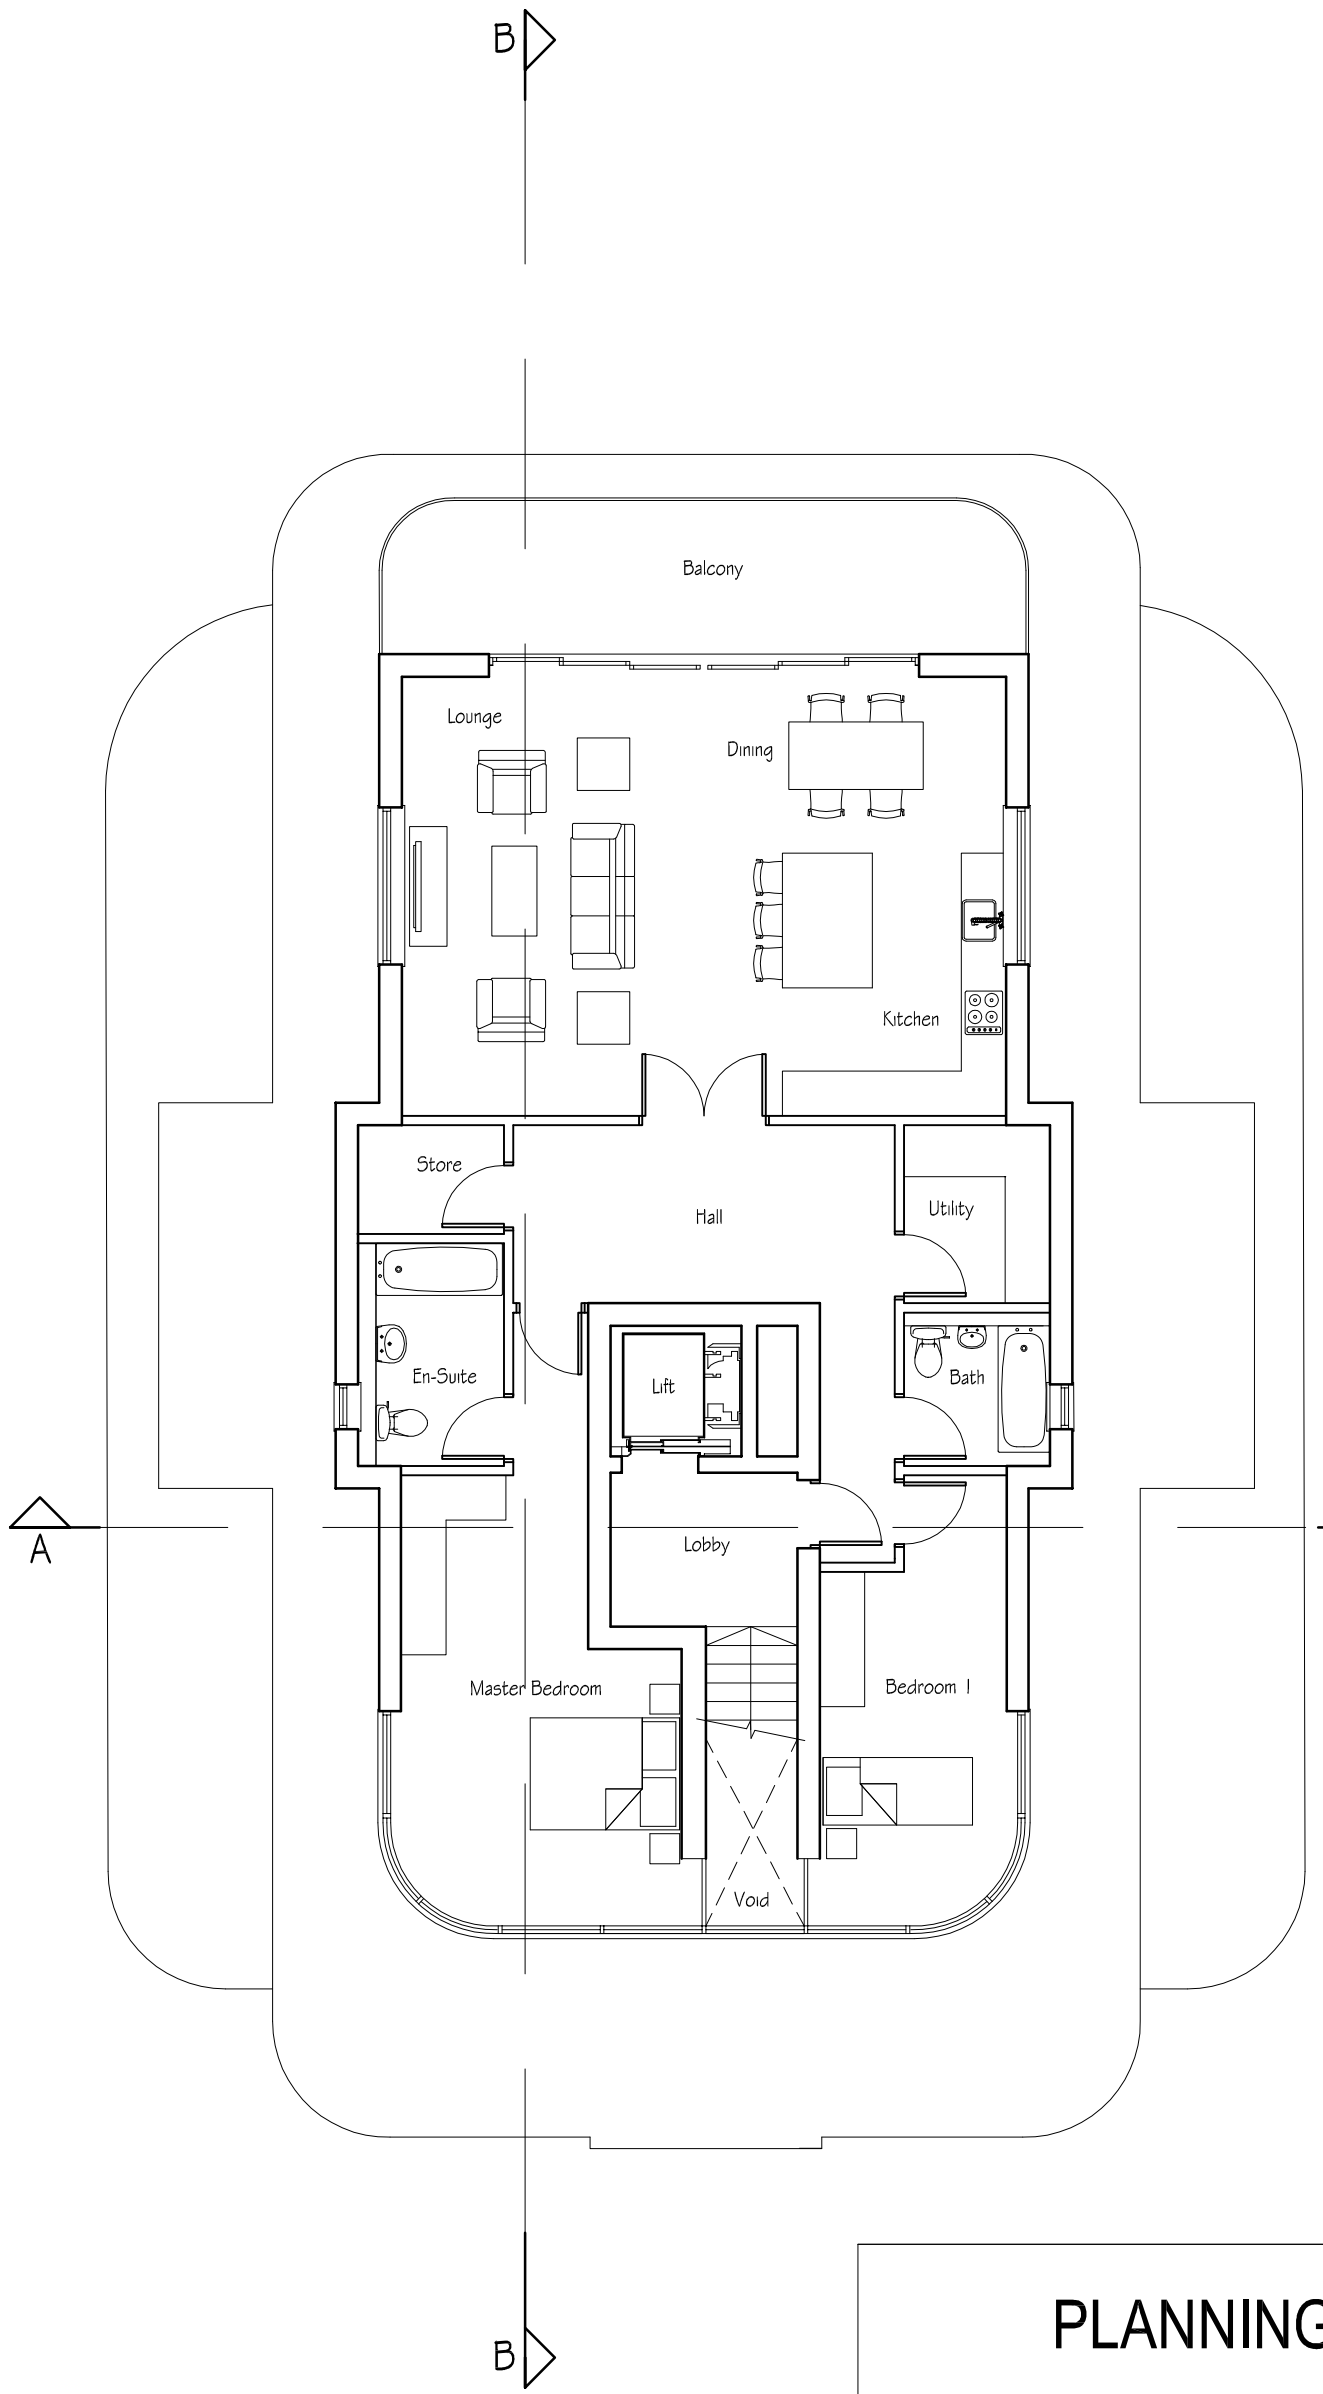 B
Balcony
Lounge
Dining
Kitchen
Store
Utility
Hall
En-Suite
Lift
Bath
A
Lobby
Master Bedroom
Bedroom 1
Void
B
PLANNING